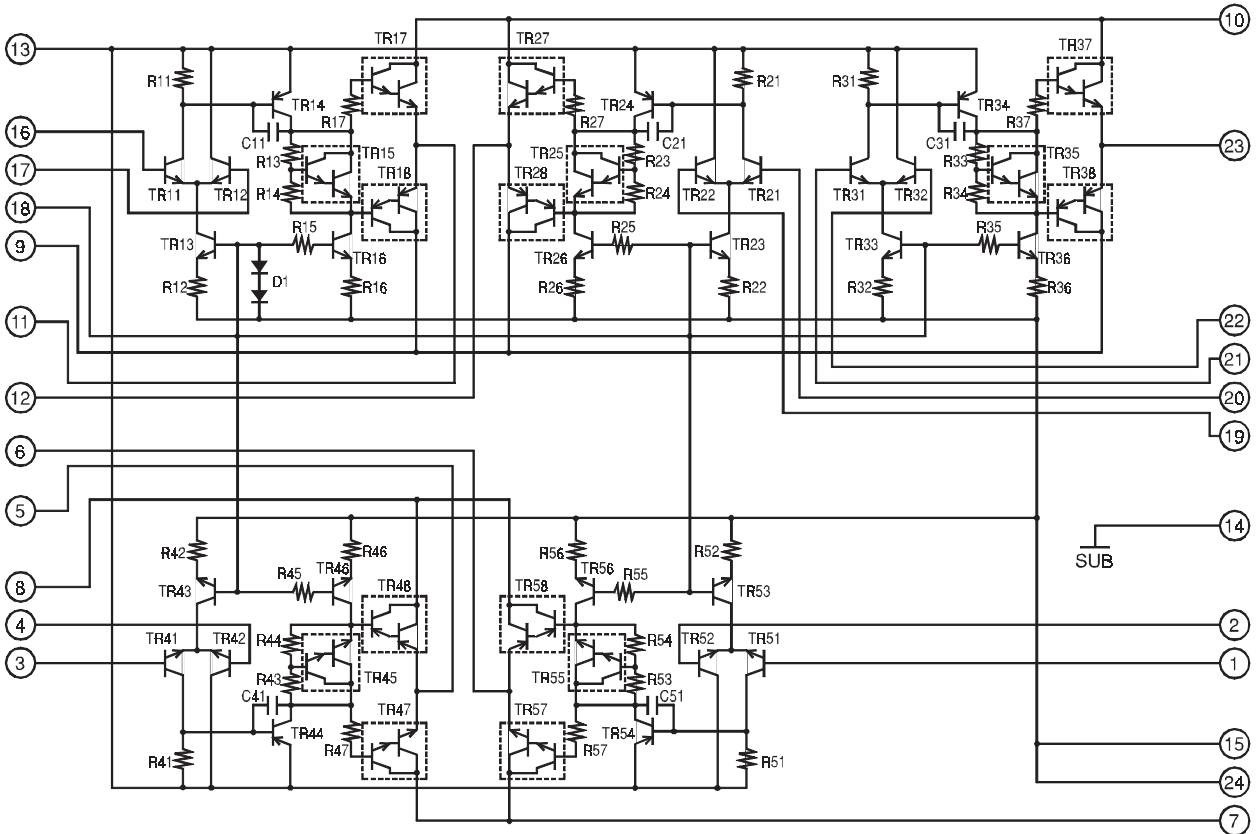 10
TR17 TR27 TR37
13
R11 R21 R31
TR14 TR24 TR34
R17 R27 R37
16 C11 C21 C31 23
R13 TR15 TR25 R23 R33 TR35
17 TR18 TR28 TR38
TR11 TR12 R14 R24 TR22 TR21 TR31 TR32 R34
18 R15 R25 R35
9 TR13 TR16 TR26 TR23 TR33 TR36
R12 D1 R16 R26 R22 R32 R36
11 22
21
12 20
19
6
5
14
SUB
R42 R46 R56 R52
8 TR43 R45 TR46 TR48 TR58 TR56 R55 TR53
4 2
TR41 TR42 R44 R54 TR52 TR51
3 1
R43 TR45 TR55 R53
C41 TR47 TR57 C51
TR44 R47 R57 TR54
15
R41 R51
24
7